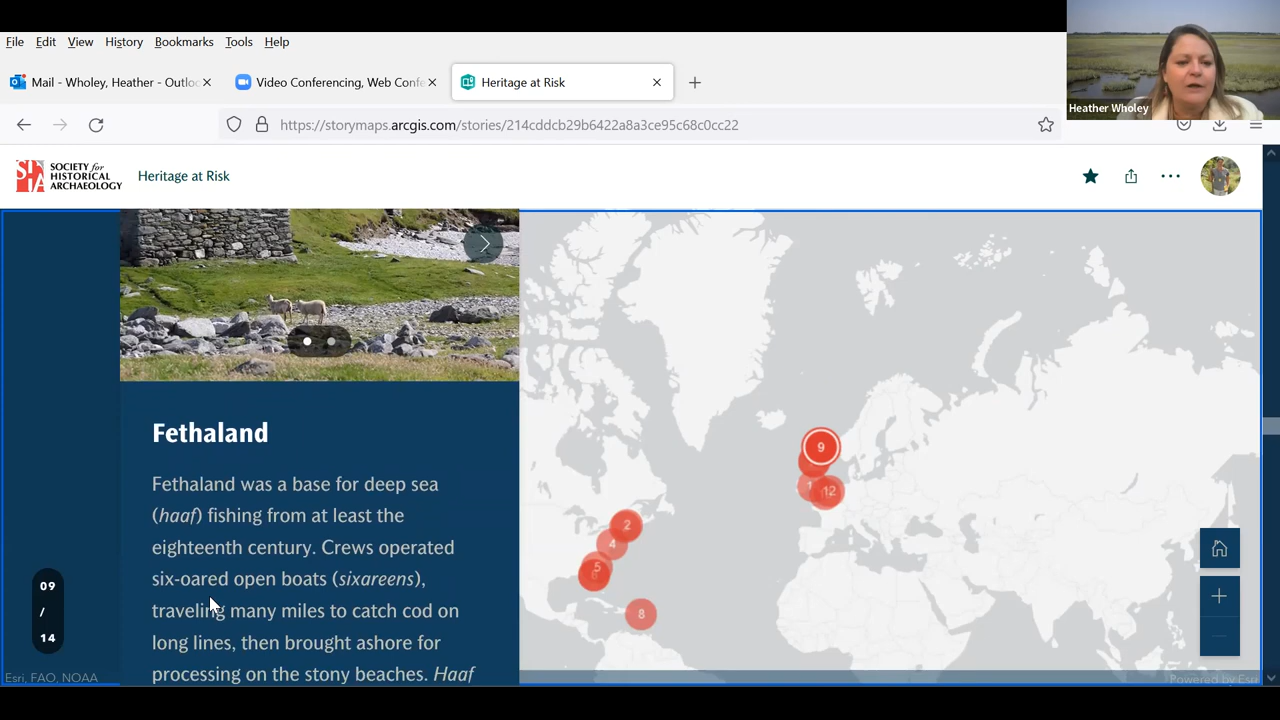 File Edit View History Bookmarks Tools Help
Mail - Wholey, Heather - Outloo
Video Conferencing, Web Confe
Heritage at Risk
Heather Wholey
https://storymaps.arcgis.com/stories/214cddcb29b6422a8a3ce95c68c0cc22
SOCIETY for
HISTORICAL
ARCHAEOLOGY
Heritage at Risk
Fethaland
Fethaland was a base for deep sea
(haaf) fishing from at least the
eighteenth century. Crews operated
six-oared open boats (sixareens),
traveling many miles to catch cod on
long lines, then brought ashore for
processing on the stony beaches. Haaf
09
/
14
Esri, FAO, NOAA
9
12
2
4
5
8
Powered by Esri